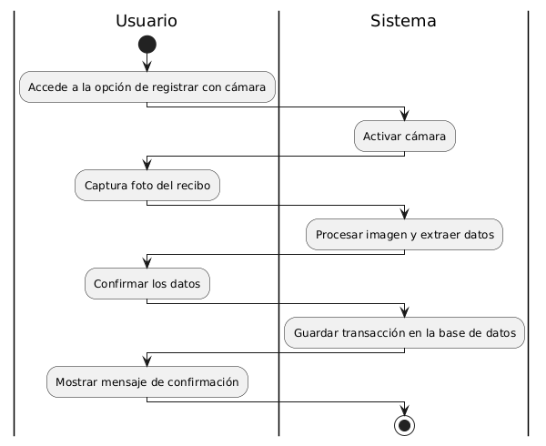 Usuario
Sistema
Accede a la opción de registrar con cámara
Activar cámara
Captura foto del recibo
Procesar imagen y extraer datos
Confirmar los datos
Guardar transacción en la base de datos
Mostrar mensaje de confirmación